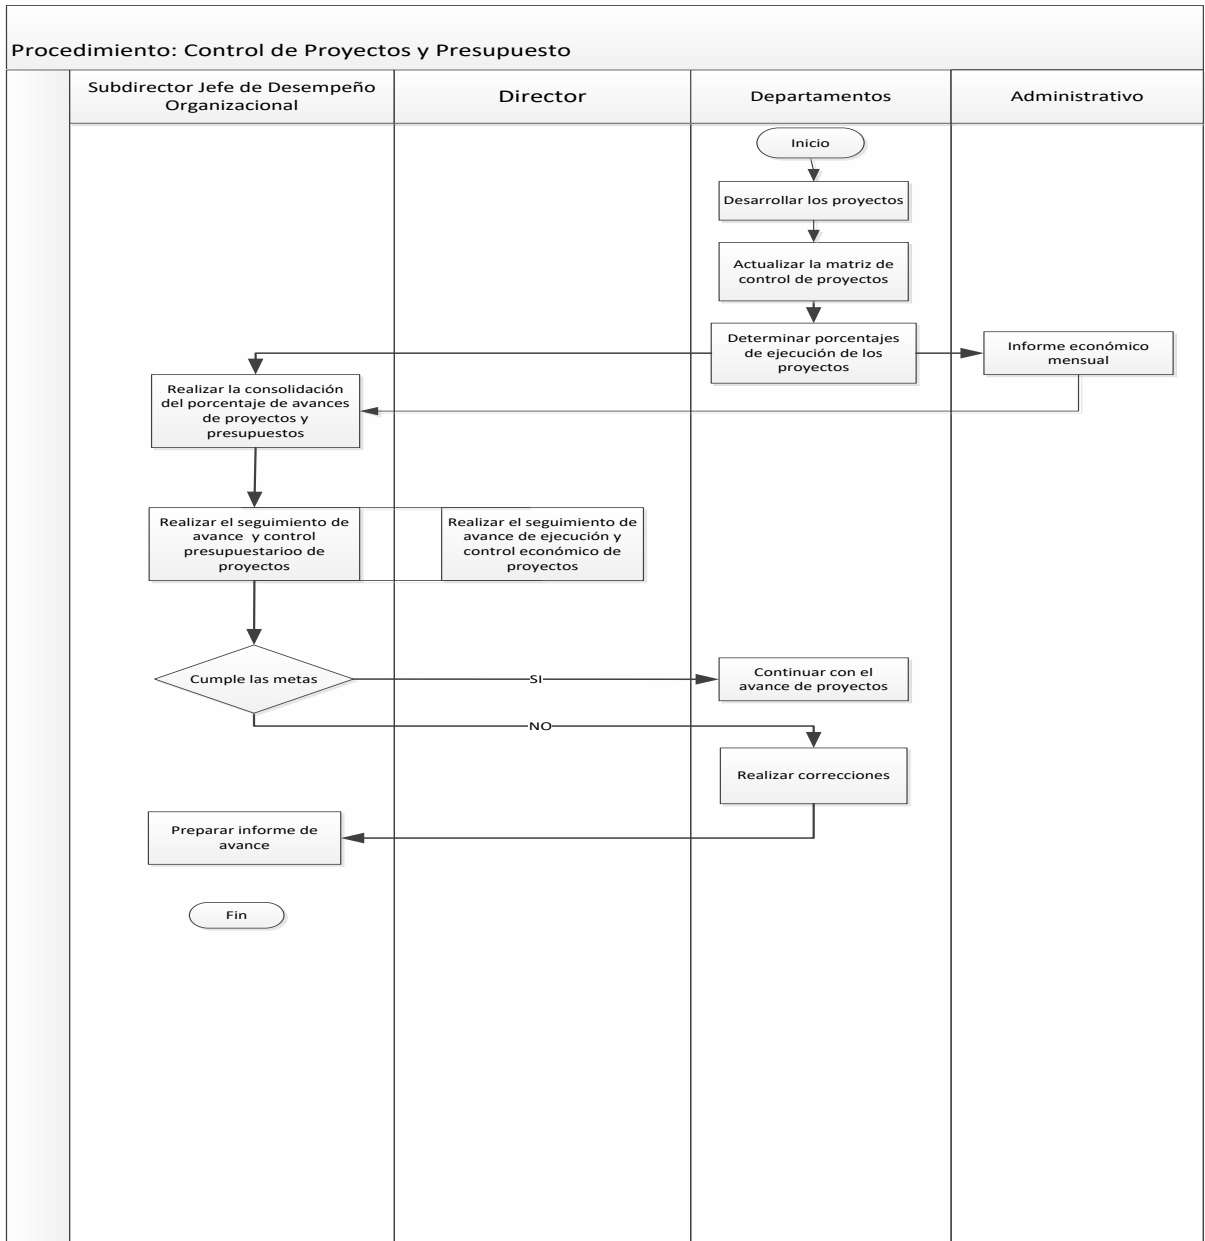 Procedimiento: Control de Proyectos y Presupuesto
Subdirector Jefe de Desempeño
Organizacional
Director
Departamentos
Administrativo
Inicio
Desarrollar los proyectos
Actualizar la matriz de
control de proyectos
Determinar porcentajes
de ejecución de los
proyectos
Informe económico
mensual
Realizar la consolidación
del porcentaje de avances
de proyectos y
presupuestos
Realizar el seguimiento de
avance y control
presupuestarioo de
proyectos
Realizar el seguimiento de
avance de ejecución y
control económico de
proyectos
Cumple las metas
SI
Continuar con el
avance de proyectos
NO
Realizar correcciones
Preparar informe de
avance
Fin